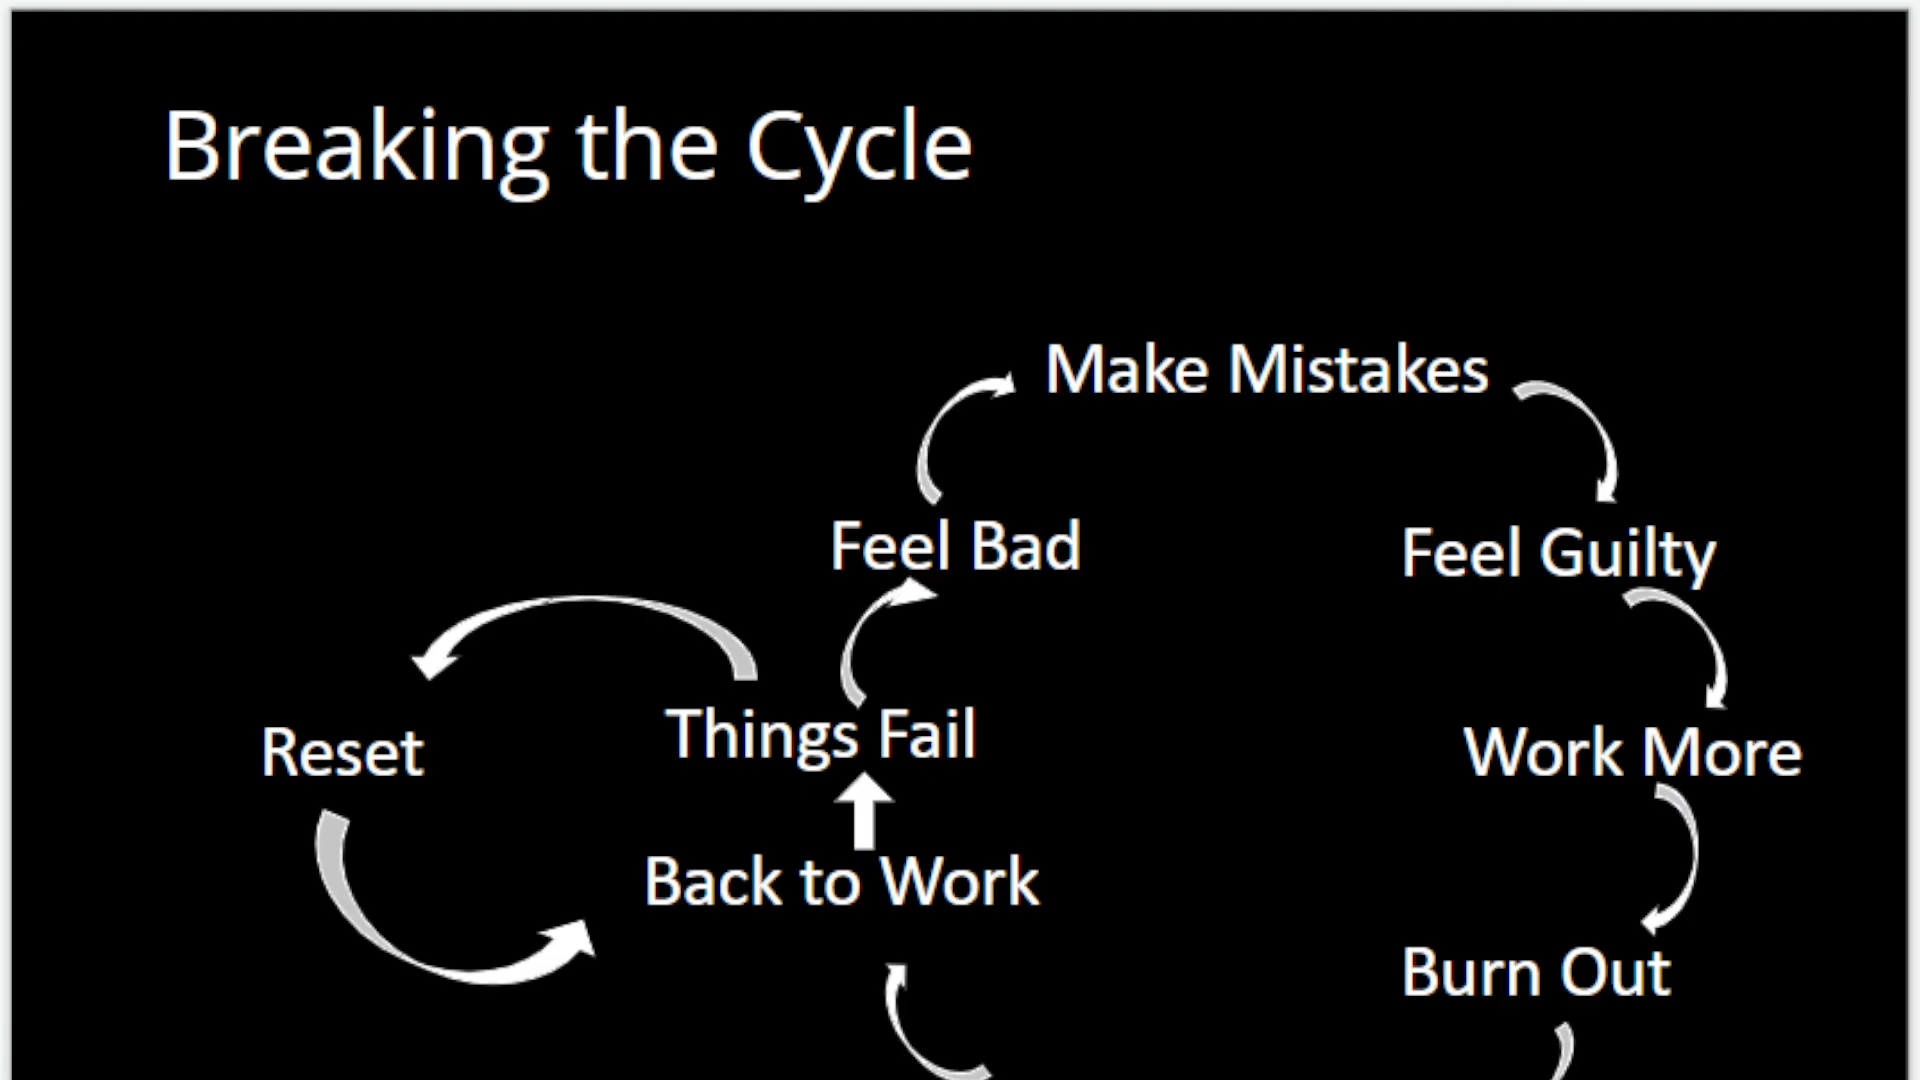 Breaking the Cycle
Make Mistakes
Feel Bad
Feel Guilty
Things Fail
Reset
Work More
Back to Work
Burn Out